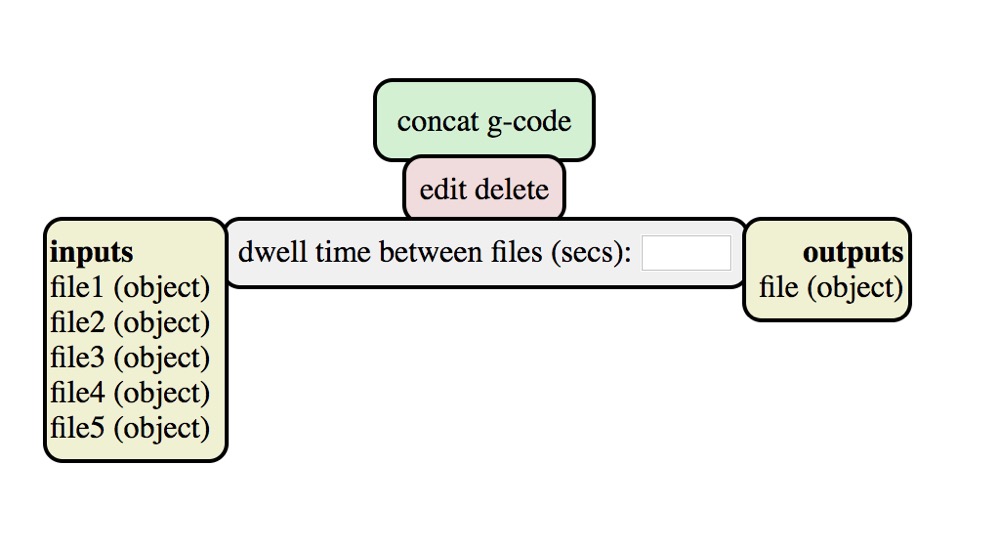 concat g-code
edit delete
inputs
file1 (object)
file2 (object)
file3 (object)
file4 (object)
file5 (object)
dwell time between files (secs):
outputs
file (object)